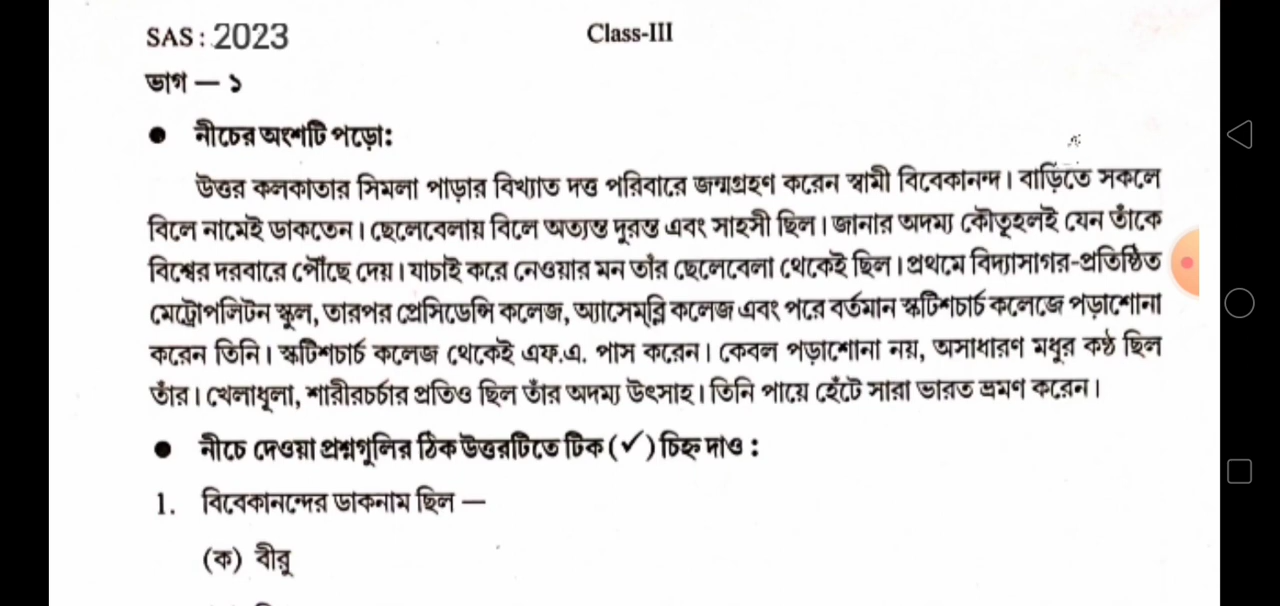 SAS : 2023
Class-III
ভাগ — ১
● নীচের অংশটি পড়ো:
উত্তর কলকাতার সিমলা পাড়ার বিখ্যাত দত্ত পরিবারে জন্মগ্রহণ করেন স্বামী বিবেকানন্দ। বাড়িতে সকলে
বিলে নামেই ডাকতেন। ছেলেবেলায় বিলে অত্যন্ত দুরন্ত এবং সাহসী ছিল। জানার অদম্য কৌতূহলই যেন তাঁকে
বিশ্বের দরবারে পৌঁছে দেয়। যাচাই করে নেওয়ার মন তাঁর ছেলেবেলা থেকেই ছিল। প্রথমে বিদ্যাসাগর-প্রতিষ্ঠিত
মেট্রোপলিটন স্কুল, তারপর প্রেসিডেন্সি কলেজ, অ্যাসেম্‌ব্লি কলেজ এবং পরে বর্তমান স্কটিশচার্চ কলেজে পড়াশোনা
করেন তিনি। স্কটিশচার্চ কলেজ থেকেই এফ.এ. পাস করেন। কেবল পড়াশোনা নয়, অসাধারণ মধুর কণ্ঠ ছিল
তাঁর। খেলাধূলা, শারীরচর্চার প্রতিও ছিল তাঁর অদম্য উৎসাহ। তিনি পায়ে হেঁটে সারা ভারত ভ্রমণ করেন।
● নীচে দেওয়া প্রশ্নগুলির ঠিক উত্তরটিতে টিক (✓) চিহ্ন দাও :
1. বিবেকানন্দের ডাকনাম ছিল —
(ক) বীরু